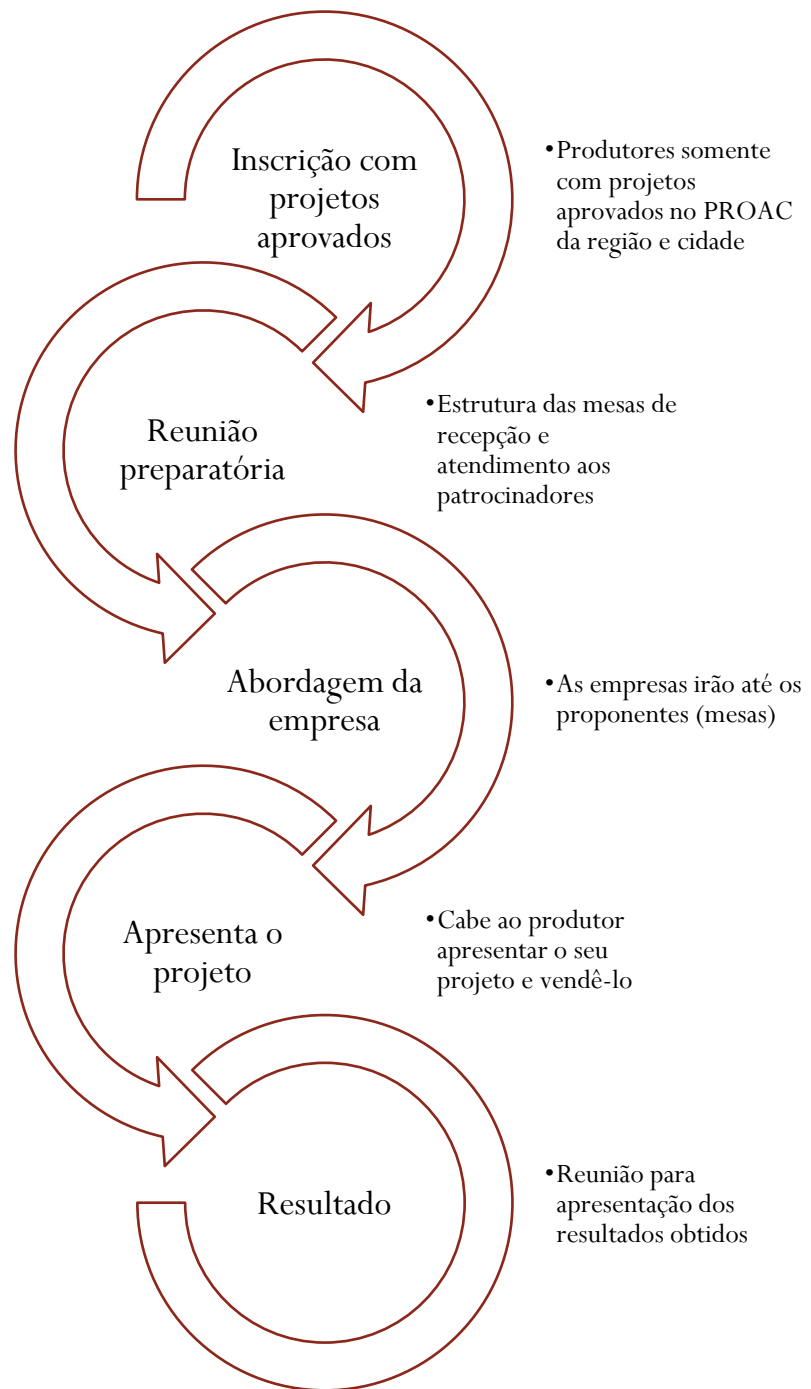 Inscrição com
projetos
aprovados
•Produtores somente
com projetos
aprovados no PROAC
da região e cidade
Reunião
preparatória
•Estrutura das mesas de
recepção e
atendimento aos
patrocinadores
Abordagem da
empresa
•As empresas irão até os
proponentes (mesas)
Apresenta o
projeto
•Cabe ao produtor
apresentar o seu
projeto e vendê-lo
Resultado
•Reunião para
apresentação dos
resultados obtidos